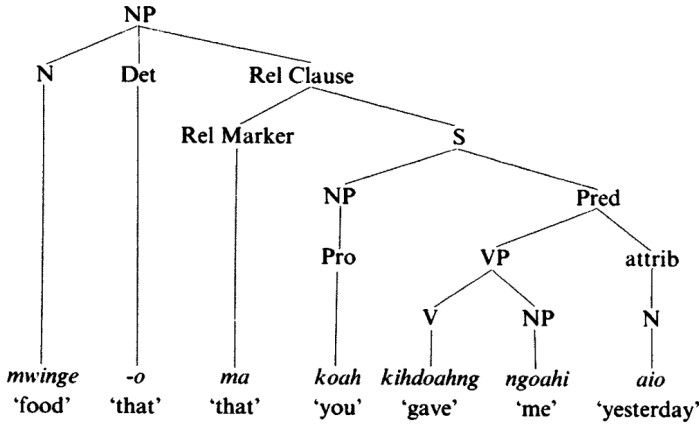 NP
N Det Rel Clause
Rel Marker S
NP Pred
Pro VP attrib
V NP N
mwinge -o ma koah kihdoahng ngoahi aio
‘food’ ‘that’ ‘that’ ‘you’ ‘gave’ ‘me’ ‘yesterday’